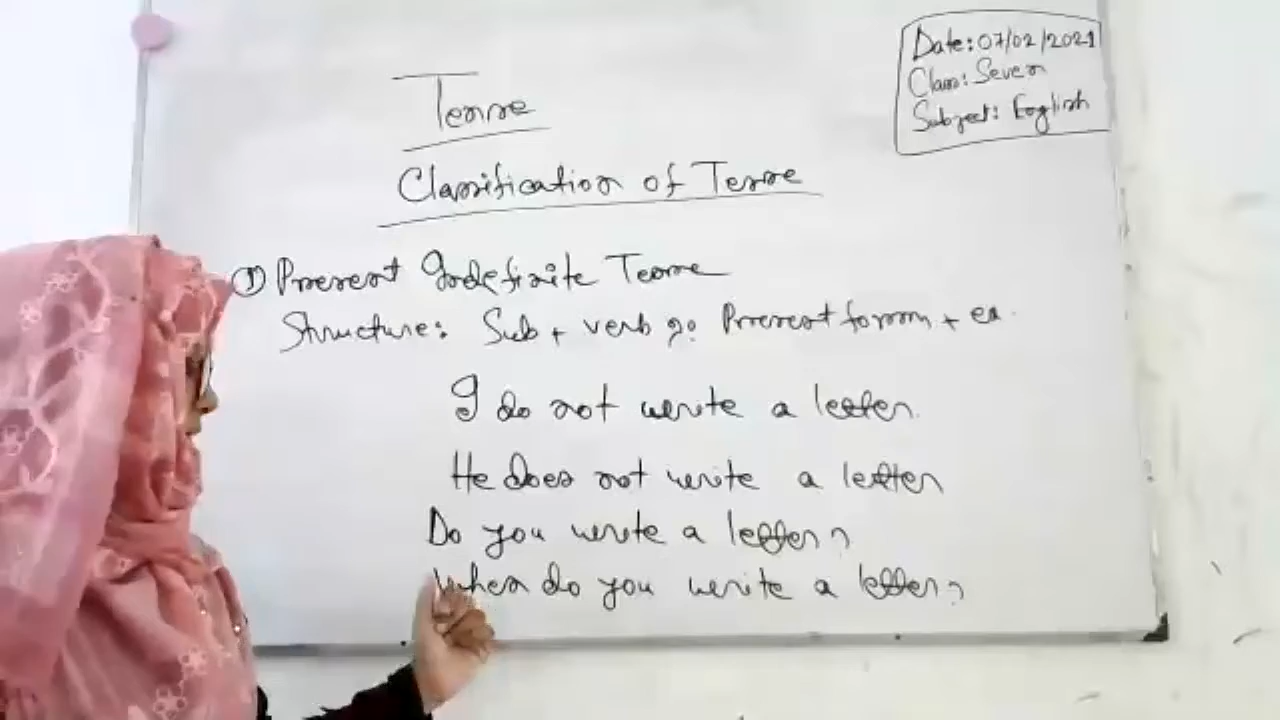 Date: 07/02/2021
Class: Seven
Subject: English
Tense
Classification of Tense
① Present Indefinite Tense
Structure: Sub + verb এর Present form + ex.
I do not write a letter.
He does not write a letter
Do you write a letter?
When do you write a letter?